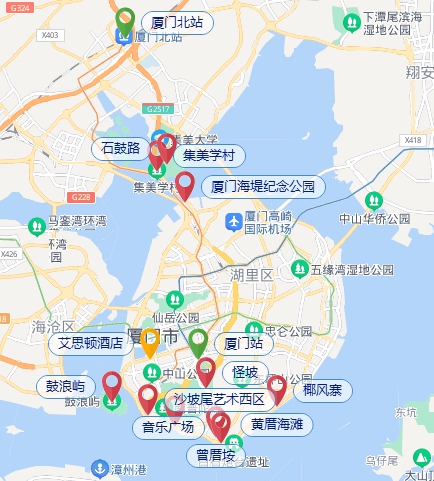 G324
下潭尾滨海
湿地公园
厦门北站
厦门北站
X403
翔安
G2517
X418
石鼓路
集美大学
集美学村
集美学村
厦门海堤纪念公园
G228
马銮湾环湾
公园
厦门高崎
国际机场
中山华侨公园
环湾
X426
湖里区
五缘湾湿地公园
仙岳公园
海沧区
厦门市
忠仑公园
艾思顿酒店
厦门站
中山公园
怪坡
鼓浪屿
鼓浪屿
沙坡尾艺术西区
椰风寨
音乐广场
黄厝海滩
东坑
曾厝垵
遗址
乌仔尾
漳州港
大山